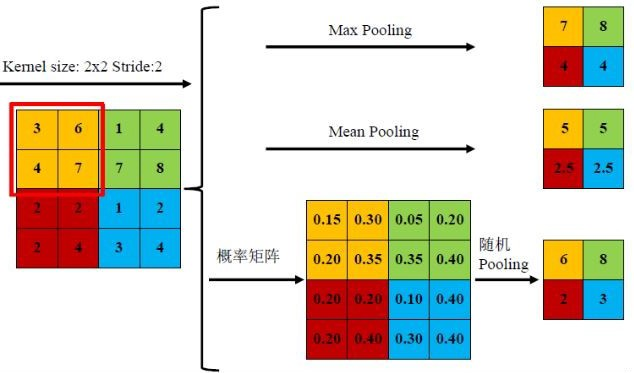 Kernel size: 2x2 Stride:2
3 6 1 4
4 7 7 8
2 2 1 2
2 4 3 4
Max Pooling
7 8
4 4
Mean Pooling
5 5
2.5 2.5
概率矩阵
0.15 0.30 0.05 0.20
0.20 0.35 0.35 0.40
0.20 0.20 0.10 0.40
0.20 0.40 0.30 0.40
随机
Pooling
6 8
2 3